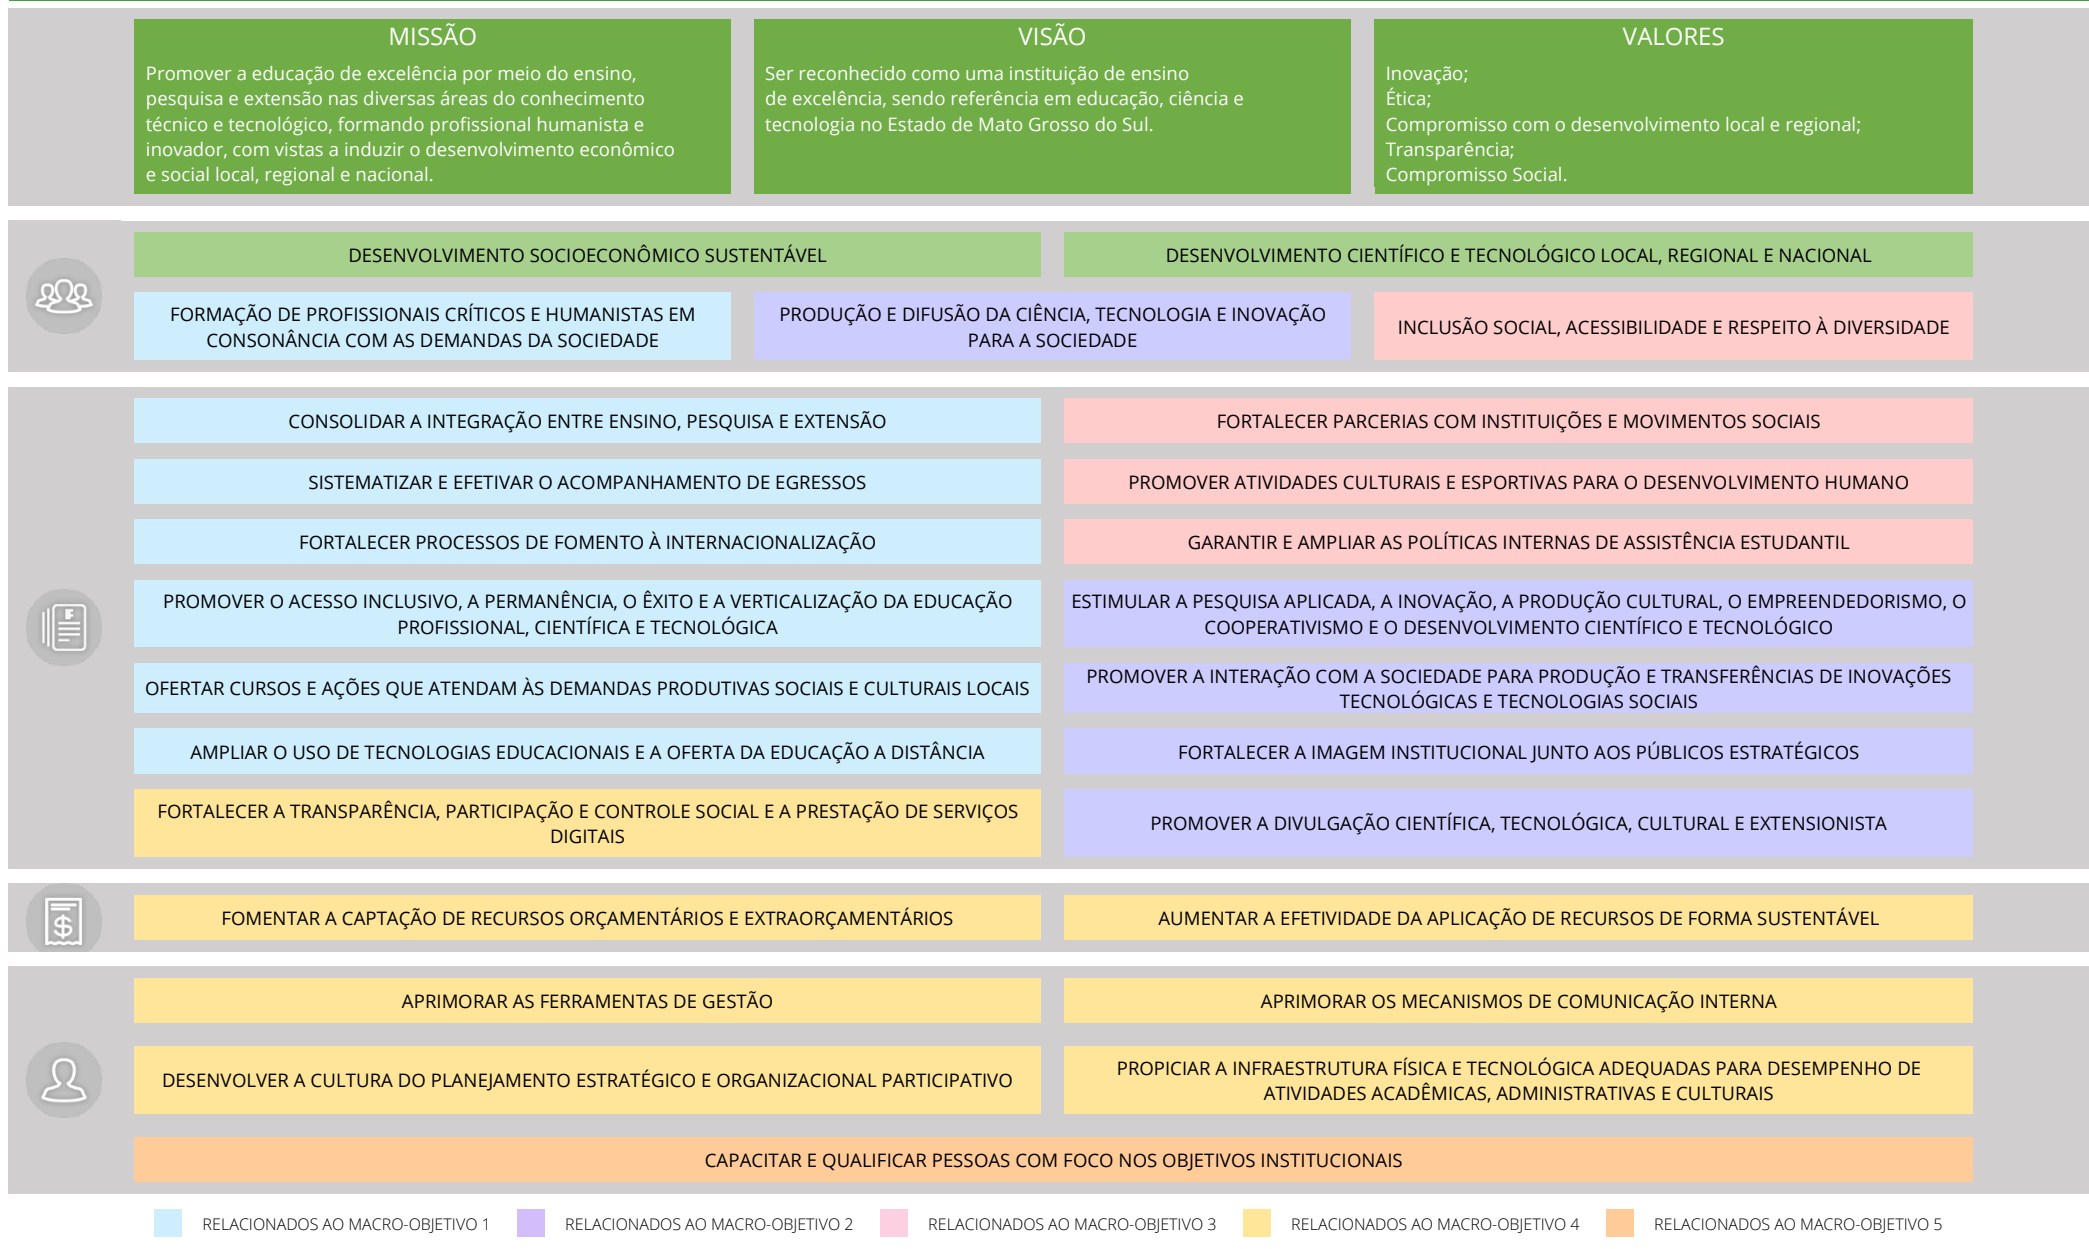 MISSÃO
Promover a educação de excelência por meio do ensino,
pesquisa e extensão nas diversas áreas do conhecimento
técnico e tecnológico, formando profissional humanista e
inovador, com vistas a induzir o desenvolvimento econômico
e social local, regional e nacional.
VISÃO
Ser reconhecido como uma instituição de ensino
de excelência, sendo referência em educação, ciência e
tecnologia no Estado de Mato Grosso do Sul.
VALORES
Inovação;
Ética;
Compromisso com o desenvolvimento local e regional;
Transparência;
Compromisso Social.
DESENVOLVIMENTO SOCIOECONÔMICO SUSTENTÁVEL
DESENVOLVIMENTO CIENTÍFICO E TECNOLÓGICO LOCAL, REGIONAL E NACIONAL
FORMAÇÃO DE PROFISSIONAIS CRÍTICOS E HUMANISTAS EM
CONSONÂNCIA COM AS DEMANDAS DA SOCIEDADE
PRODUÇÃO E DIFUSÃO DA CIÊNCIA, TECNOLOGIA E INOVAÇÃO
PARA A SOCIEDADE
INCLUSÃO SOCIAL, ACESSIBILIDADE E RESPEITO À DIVERSIDADE
CONSOLIDAR A INTEGRAÇÃO ENTRE ENSINO, PESQUISA E EXTENSÃO
FORTALECER PARCERIAS COM INSTITUIÇÕES E MOVIMENTOS SOCIAIS
SISTEMATIZAR E EFETIVAR O ACOMPANHAMENTO DE EGRESSOS
PROMOVER ATIVIDADES CULTURAIS E ESPORTIVAS PARA O DESENVOLVIMENTO HUMANO
FORTALECER PROCESSOS DE FOMENTO À INTERNACIONALIZAÇÃO
GARANTIR E AMPLIAR AS POLÍTICAS INTERNAS DE ASSISTÊNCIA ESTUDANTIL
IF
PROMOVER O ACESSO INCLUSIVO, A PERMANÊNCIA, O ÊXITO E A VERTICALIZAÇÃO DA EDUCAÇÃO
PROFISSIONAL, CIENTÍFICA E TECNOLÓGICA
ESTIMULAR A PESQUISA APLICADA, A INOVAÇÃO, A PRODUÇÃO CULTURAL, O EMPREENDEDORISMO, O
COOPERATIVISMO E O DESENVOLVIMENTO CIENTÍFICO E TECNOLÓGICO
OFERTAR CURSOS E AÇÕES QUE ATENDAM ÀS DEMANDAS PRODUTIVAS SOCIAIS E CULTURAIS LOCAIS
PROMOVER A INTERAÇÃO COM A SOCIEDADE PARA PRODUÇÃO E TRANSFERÊNCIAS DE INOVAÇÕES
TECNOLÓGICAS E TECNOLOGIAS SOCIAIS
AMPLIAR O USO DE TECNOLOGIAS EDUCACIONAIS E A OFERTA DA EDUCAÇÃO A DISTÂNCIA
FORTALECER A IMAGEM INSTITUCIONAL JUNTO AOS PÚBLICOS ESTRATÉGICOS
FORTALECER A TRANSPARÊNCIA, PARTICIPAÇÃO E CONTROLE SOCIAL E A PRESTAÇÃO DE SERVIÇOS
DIGITAIS
PROMOVER A DIVULGAÇÃO CIENTÍFICA, TECNOLÓGICA, CULTURAL E EXTENSIONISTA
$
FOMENTAR A CAPTAÇÃO DE RECURSOS ORÇAMENTÁRIOS E EXTRAORÇAMENTÁRIOS
AUMENTAR A EFETIVIDADE DA APLICAÇÃO DE RECURSOS DE FORMA SUSTENTÁVEL
APRIMORAR AS FERRAMENTAS DE GESTÃO
APRIMORAR OS MECANISMOS DE COMUNICAÇÃO INTERNA
DESENVOLVER A CULTURA DO PLANEJAMENTO ESTRATÉGICO E ORGANIZACIONAL PARTICIPATIVO
PROPICIAR A INFRAESTRUTURA FÍSICA E TECNOLÓGICA ADEQUADAS PARA DESEMPENHO DE
ATIVIDADES ACADÊMICAS, ADMINISTRATIVAS E CULTURAIS
CAPACITAR E QUALIFICAR PESSOAS COM FOCO NOS OBJETIVOS INSTITUCIONAIS
RELACIONADOS AO MACRO-OBJETIVO 1
RELACIONADOS AO MACRO-OBJETIVO 2
RELACIONADOS AO MACRO-OBJETIVO 3
RELACIONADOS AO MACRO-OBJETIVO 4
RELACIONADOS AO MACRO-OBJETIVO 5